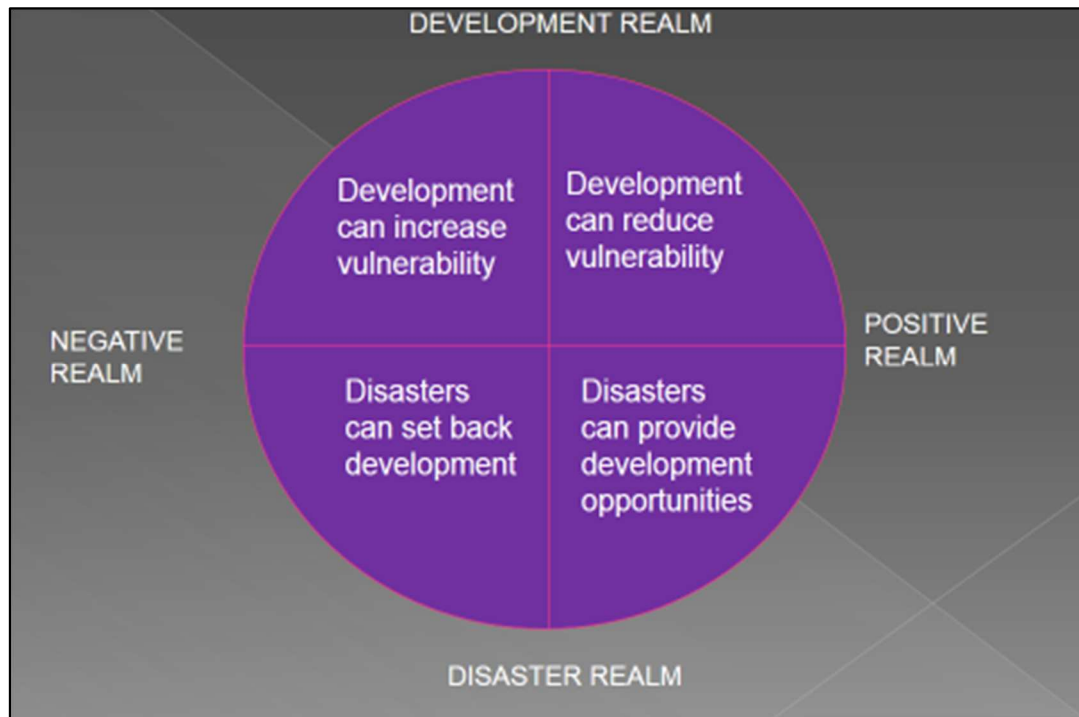 DEVELOPMENT REALM
Development
can increase
vulnerability
Development
can reduce
vulnerability
NEGATIVE
REALM
POSITIVE
REALM
Disasters
can set back
development
Disasters
can provide
development
opportunities
DISASTER REALM